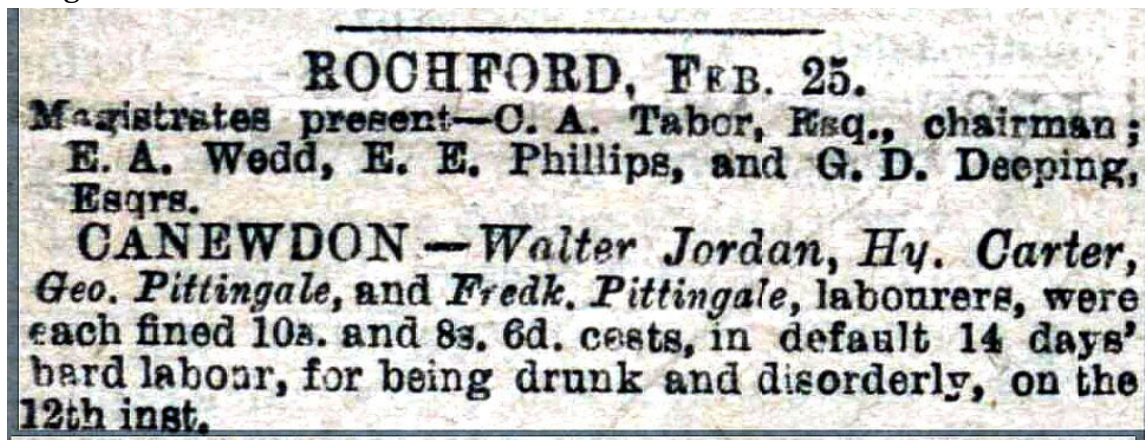 ROCHFORD, FEB. 25.
Magistrates present—C. A. Tabor, Esq., chairman;
E. A. Wedd, E. E. Phillips, and G. D. Deeping,
Esqrs.
CANEWDON—Walter Jordan, Hy. Carter,
Geo. Pittingale, and Fredk. Pittingale, labourers, were
each fined 10s. and 8s. 6d. costs, in default 14 days'
hard labour, for being drunk and disorderly, on the
12th inst.